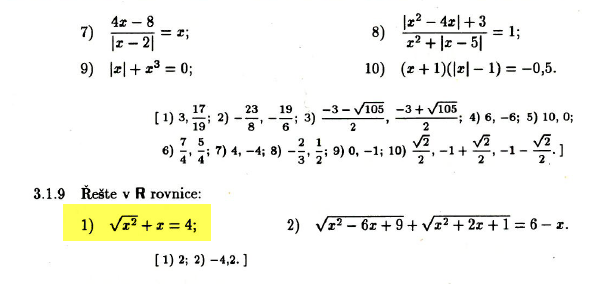 7) (4x − 8)/|x − 2| = x; 8) (|x² − 4x| + 3)/(x² + |x − 5|) = 1;
9) |x| + x³ = 0; 10) (x + 1)(|x| − 1) = −0,5.
[ 1) 3, 17/19; 2) −23/8, −19/6; 3) (−3 − √105)/2, (−3 + √105)/2; 4) 6, −6; 5) 10, 0;
6) 7/4, 5/4; 7) 4, −4; 8) −2/3, 1/2; 9) 0, −1; 10) √2/2, −1 + √2/2, −1 − √2/2. ]
3.1.9 Řešte v R rovnice:
1) √x² + x = 4; 2) √(x² − 6x + 9) + √(x² + 2x + 1) = 6 − x.
[ 1) 2; 2) −4,2. ]